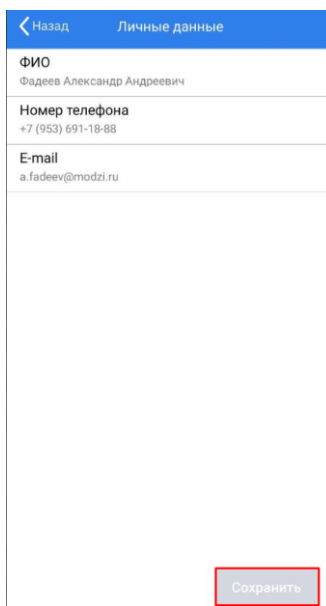 Назад
Личные данные
ФИО
Фадеев Александр Андреевич
Номер телефона
+7 (953) 691-18-88
E-mail
a.fadeev@modzi.ru
Сохранить